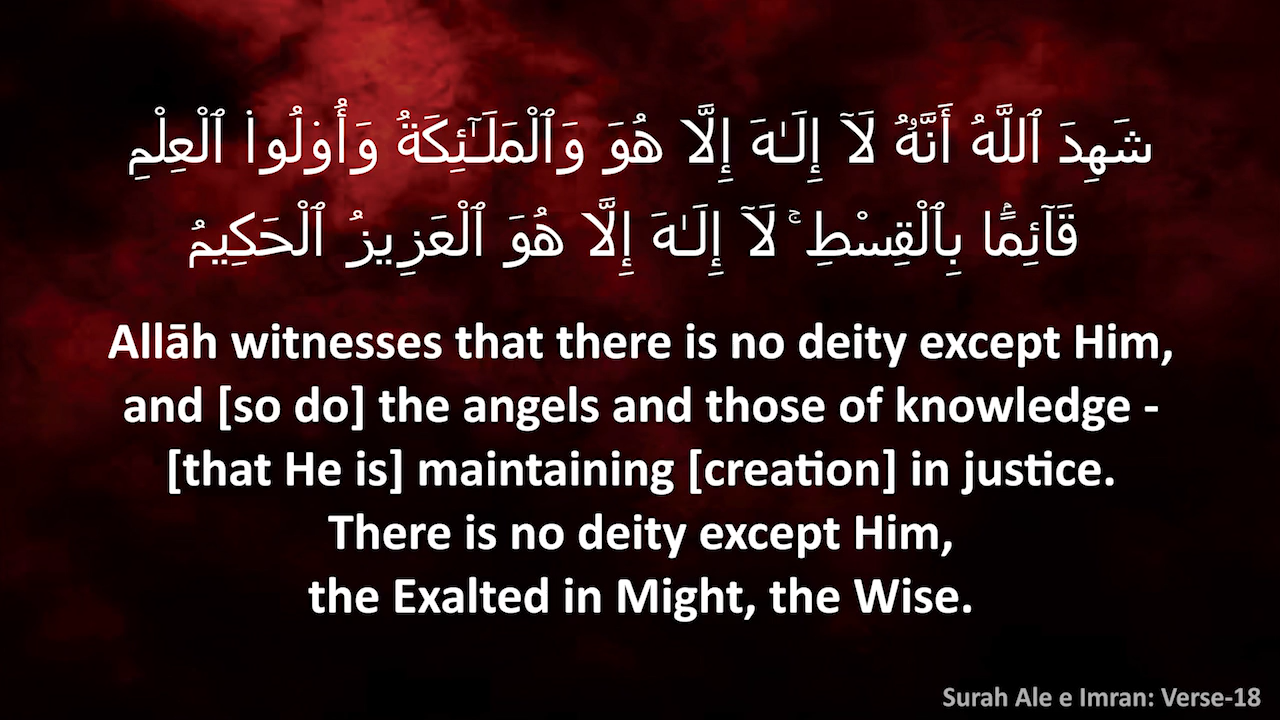 شَهِدَ ٱللَّهُ أَنَّهُۥ لَآ إِلَـٰهَ إِلَّا هُوَ وَٱلْمَلَـٰٓئِكَةُ وَأُو۟لُوا۟ ٱلْعِلْمِ
قَآئِمًۢا بِٱلْقِسْطِ ۚ لَآ إِلَـٰهَ إِلَّا هُوَ ٱلْعَزِيزُ ٱلْحَكِيمُ
Allāh witnesses that there is no deity except Him,
and [so do] the angels and those of knowledge -
[that He is] maintaining [creation] in justice.
There is no deity except Him,
the Exalted in Might, the Wise.
Surah Ale e Imran: Verse-18